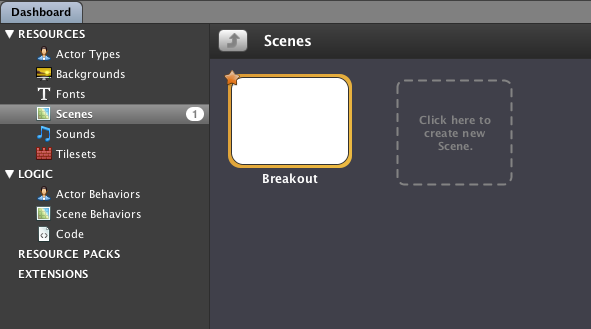 Dashboard
RESOURCES
Actor Types
Backgrounds
Fonts
Scenes 1
Sounds
Tilesets
LOGIC
Actor Behaviors
Scene Behaviors
Code
RESOURCE PACKS
EXTENSIONS
Scenes
Breakout
Click here to
create new
Scene.